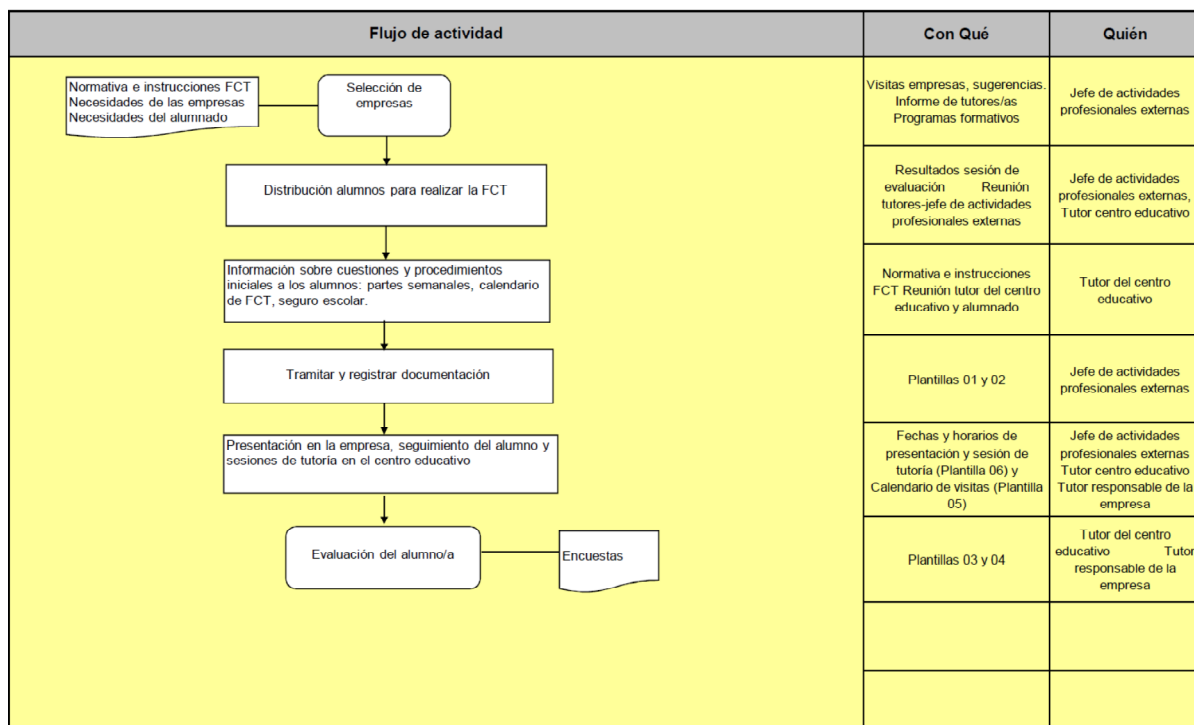 Flujo de actividad
Con Qué
Quién
Normativa e instrucciones FCT
Necesidades de las empresas
Necesidades del alumnado
Selección de
empresas
Visitas empresas, sugerencias.
Informe de tutores/as
Programas formativos
Jefe de actividades
profesionales externas
Distribución alumnos para realizar la FCT
Resultados sesión de
evaluación Reunión
tutores-jefe de actividades
profesionales externas
Jefe de actividades
profesionales externas,
Tutor centro educativo
Información sobre cuestiones y procedimientos
iniciales a los alumnos: partes semanales, calendario
de FCT, seguro escolar.
Normativa e instrucciones
FCT Reunión tutor del centro
educativo y alumnado
Tutor del centro
educativo
Tramitar y registrar documentación
Plantillas 01 y 02
Jefe de actividades
profesionales externas
Presentación en la empresa, seguimiento del alumno y
sesiones de tutoría en el centro educativo
Fechas y horarios de
presentación y sesión de
tutoría (Plantilla 06) y
Calendario de visitas (Plantilla
05)
Jefe de actividades
profesionales externas
Tutor centro educativo
Tutor responsable de la
empresa
Evaluación del alumno/a
Encuestas
Plantillas 03 y 04
Tutor del centro
educativo Tutor
responsable de la
empresa